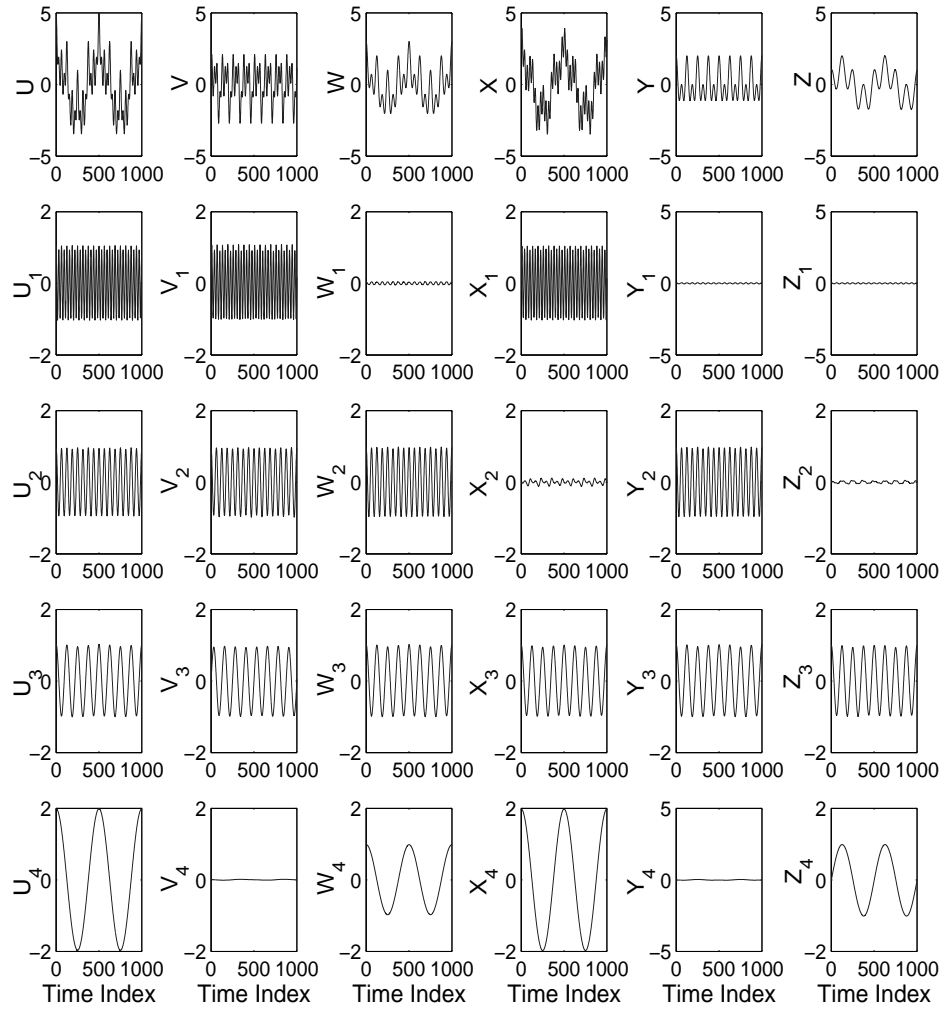 5 5 5 5 5 5
U 0 V 0 W 0 X 0 Y 0 Z 0
−5 −5 −5 −5 −5 −5
0 500 1000 0 500 1000 0 500 1000 0 500 1000 0 500 1000 0 500 1000
2 2 2 2 5 5
U1 0 V1 0 W1 0 X1 0 Y1 0 Z1 0
−2 −2 −2 −2 −5 −5
0 500 1000 0 500 1000 0 500 1000 0 500 1000 0 500 1000 0 500 1000
2 2 2 2 2 2
U2 0 V2 0 W2 0 X2 0 Y2 0 Z2 0
−2 −2 −2 −2 −2 −2
0 500 1000 0 500 1000 0 500 1000 0 500 1000 0 500 1000 0 500 1000
2 2 2 2 2 2
U3 0 V3 0 W3 0 X3 0 Y3 0 Z3 0
−2 −2 −2 −2 −2 −2
0 500 1000 0 500 1000 0 500 1000 0 500 1000 0 500 1000 0 500 1000
2 2 2 2 5 2
U4 0 V4 0 W4 0 X4 0 Y4 0 Z4 0
−2 −2 −2 −2 −5 −2
0 500 1000 0 500 1000 0 500 1000 0 500 1000 0 500 1000 0 500 1000
Time Index Time Index Time Index Time Index Time Index Time Index